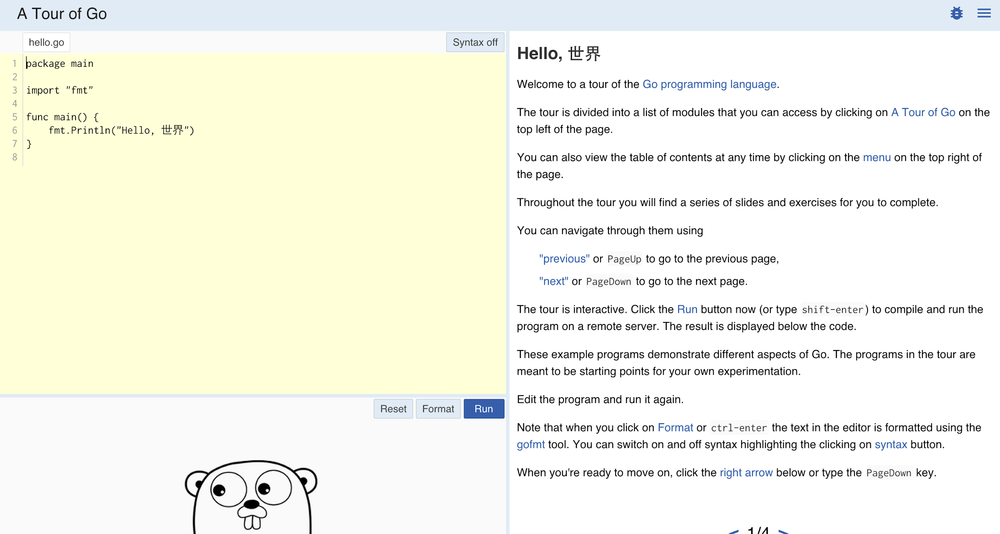 A Tour of Go
hello.go
Syntax off
1 package main
2
3 import "fmt"
4
5 func main() {
6     fmt.Println("Hello, 世界")
7 }
8
Reset
Format
Run
Hello, 世界
Welcome to a tour of the Go programming language.
The tour is divided into a list of modules that you can access by clicking on A Tour of Go on the
top left of the page.
You can also view the table of contents at any time by clicking on the menu on the top right of
the page.
Throughout the tour you will find a series of slides and exercises for you to complete.
You can navigate through them using
"previous" or PageUp to go to the previous page,
"next" or PageDown to go to the next page.
The tour is interactive. Click the Run button now (or type shift-enter) to compile and run the
program on a remote server. The result is displayed below the code.
These example programs demonstrate different aspects of Go. The programs in the tour are
meant to be starting points for your own experimentation.
Edit the program and run it again.
Note that when you click on Format or ctrl-enter the text in the editor is formatted using the
gofmt tool. You can switch on and off syntax highlighting the clicking on syntax button.
When you're ready to move on, click the right arrow below or type the PageDown key.
< 1/4 >